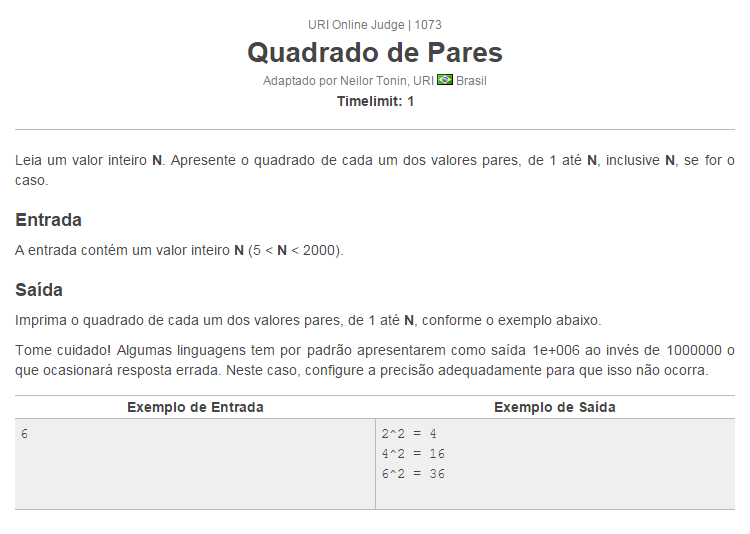 URI Online Judge | 1073
Quadrado de Pares
Adaptado por Neilor Tonin, URI Brasil
Timelimit: 1
Leia um valor inteiro N. Apresente o quadrado de cada um dos valores pares, de 1 até N, inclusive N, se for o
caso.
Entrada
A entrada contém um valor inteiro N (5 < N < 2000).
Saída
Imprima o quadrado de cada um dos valores pares, de 1 até N, conforme o exemplo abaixo.
Tome cuidado! Algumas linguagens tem por padrão apresentarem como saída 1e+006 ao invés de 1000000 o
que ocasionará resposta errada. Neste caso, configure a precisão adequadamente para que isso não ocorra.
Exemplo de Entrada
Exemplo de Saída
6
2^2 = 4
4^2 = 16
6^2 = 36